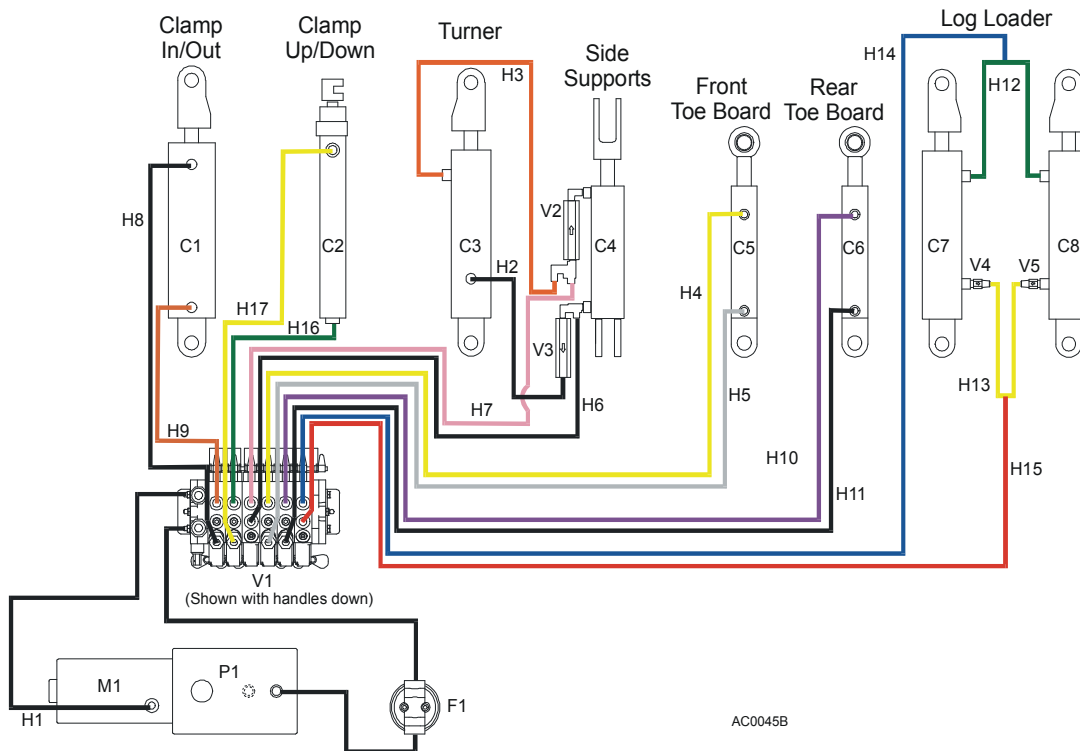 Clamp
In/Out
Clamp
Up/Down
Turner
Side
Supports
Log Loader
Front
Toe Board
Rear
Toe Board
H3
H14
H12
H8
C1
C2
C3
V2
C4
C5
C6
C7
C8
H2
H4
V4
V5
H17
H16
V3
H13
H9
H7
H6
H5
H10
H11
H15
V1
(Shown with handles down)
M1
P1
F1
H1
AC0045B